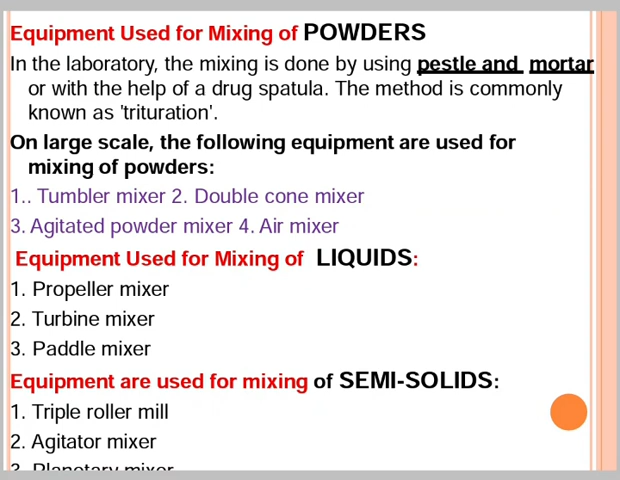 Equipment Used for Mixing of POWDERS
In the laboratory, the mixing is done by using pestle and mortar
or with the help of a drug spatula. The method is commonly
known as 'trituration'.
On large scale, the following equipment are used for
mixing of powders:
1.. Tumbler mixer 2. Double cone mixer
3. Agitated powder mixer 4. Air mixer
Equipment Used for Mixing of LIQUIDS:
1. Propeller mixer
2. Turbine mixer
3. Paddle mixer
Equipment are used for mixing of SEMI-SOLIDS:
1. Triple roller mill
2. Agitator mixer
3. Planetary mixer